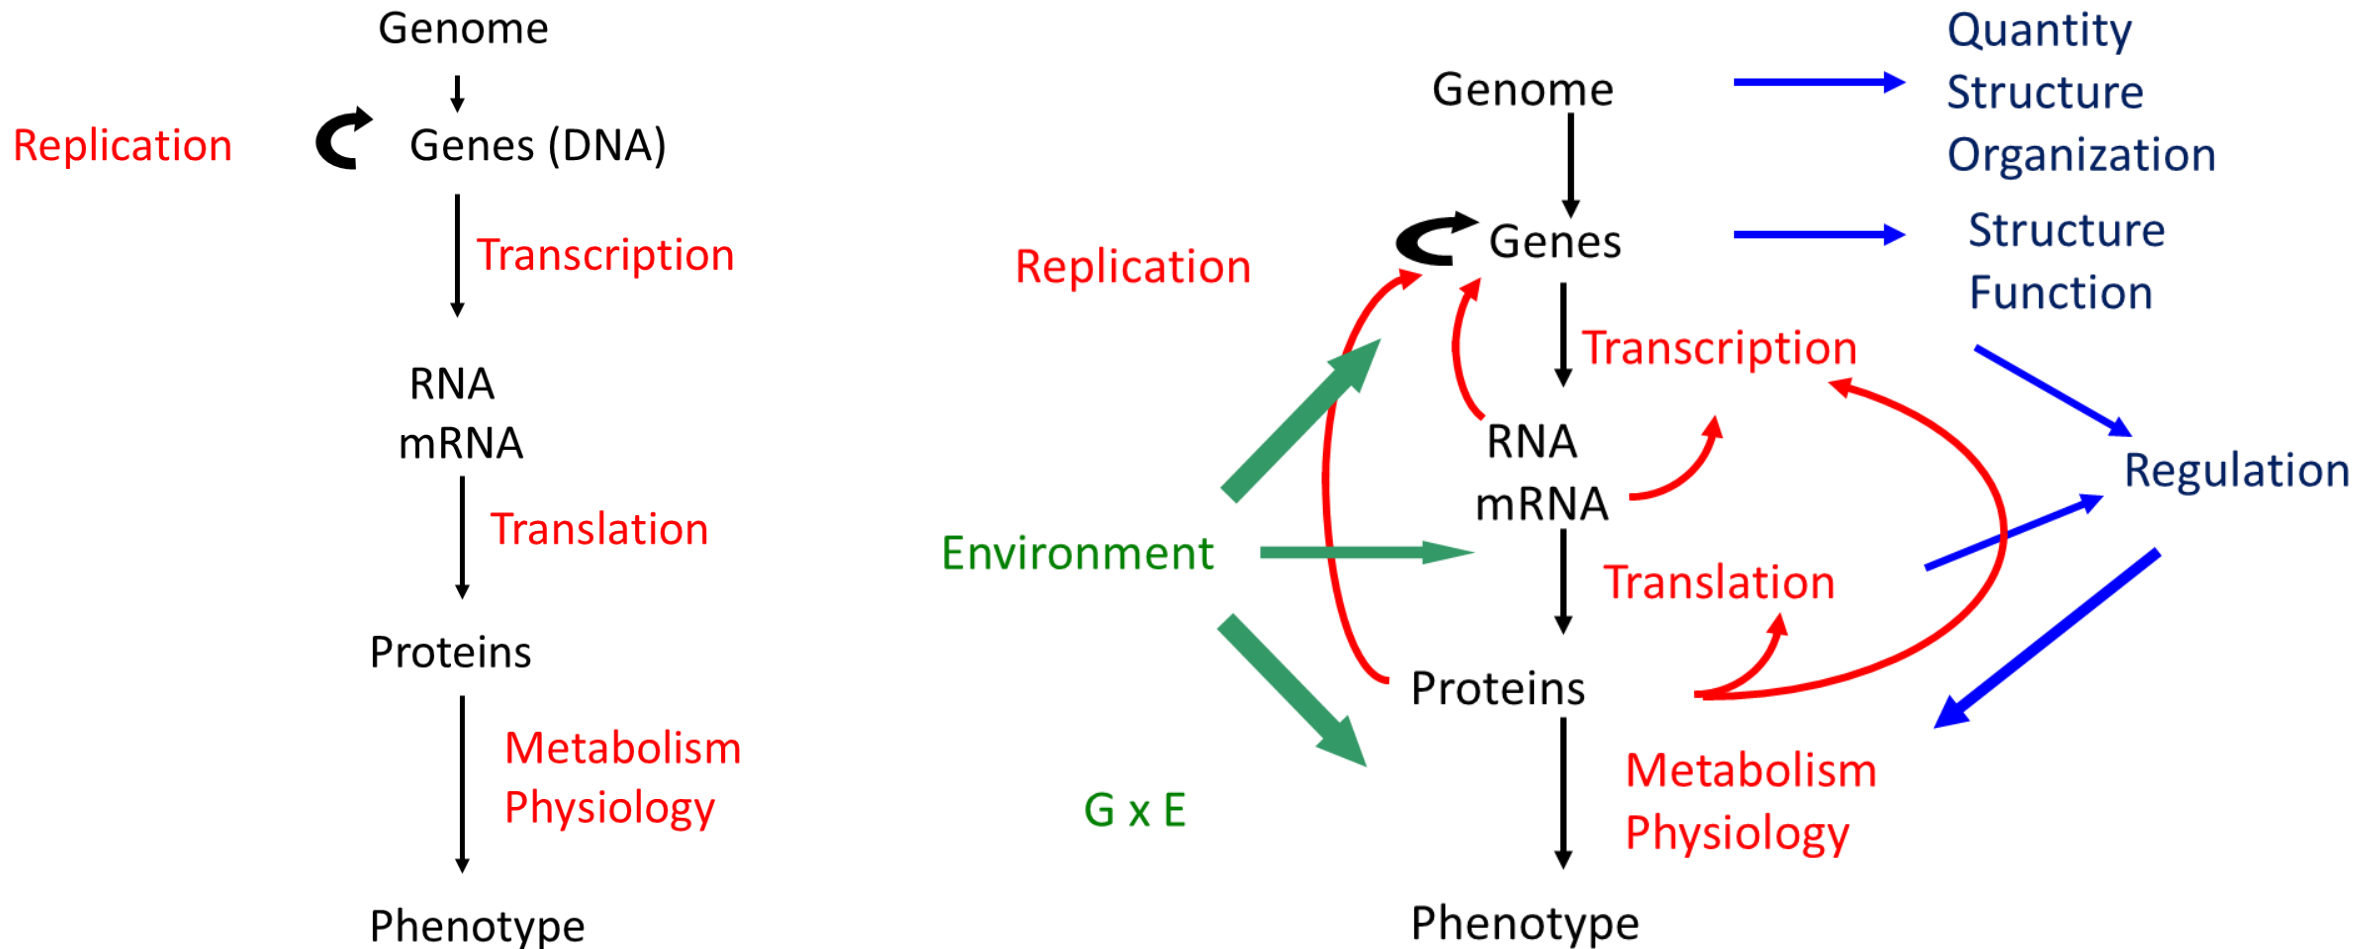 Genome
Replication
Genes (DNA)
Transcription
RNA
mRNA
Translation
Proteins
Metabolism
Physiology
Phenotype
Genome
Quantity
Structure
Organization
Replication
Genes
Structure
Function
Transcription
RNA
mRNA
Regulation
Environment
Translation
Proteins
G x E
Metabolism
Physiology
Phenotype